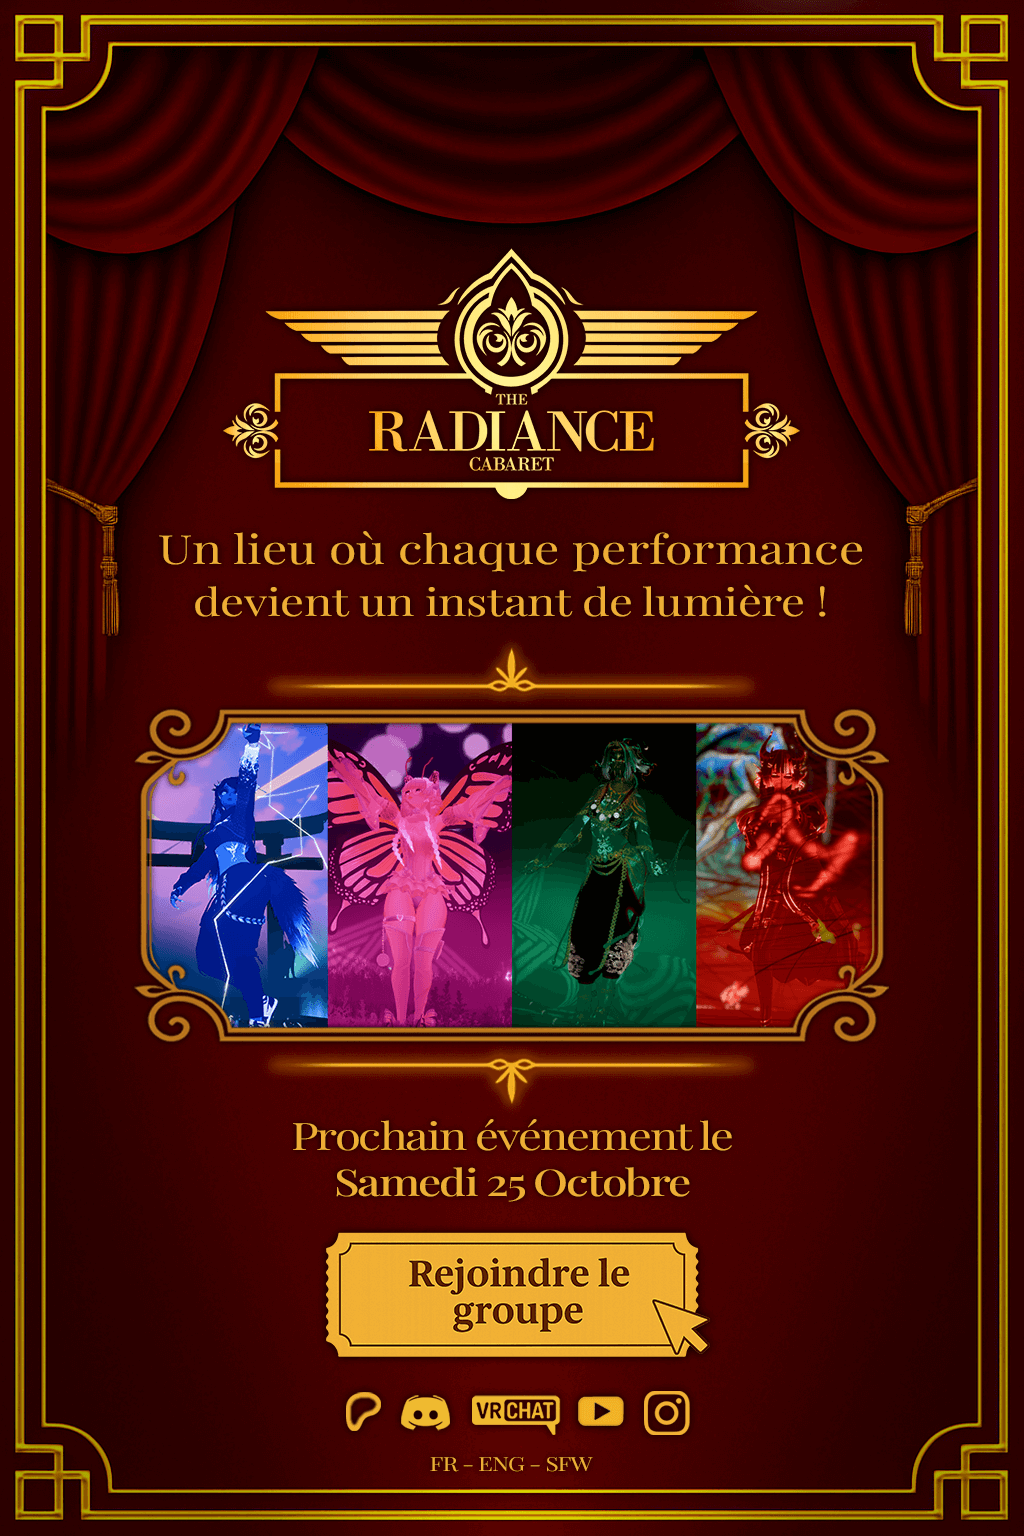 THE
RADIANCE
CABARET
Un lieu où chaque performance
devient un instant de lumière !
Prochain événement le
Samedi 25 Octobre
Rejoindre le
groupe
VRCHAT
FR - ENG - SFW